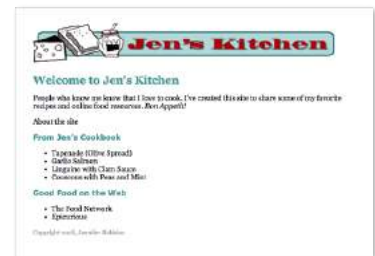 Jen's Kitchen
Welcome to Jen's Kitchen
People who know me know that I love to cook. I've created this site to share some of my favorite
recipes and online food resources. Bon Appetit!
About the site
From Jen's Cookbook
• Tapenade (Olive Spread)
• Garlic Salmon
• Linguine with Clam Sauce
• Couscous with Peas and Mint
Good Food on the Web
• The Food Network
• Epicurious
Copyright